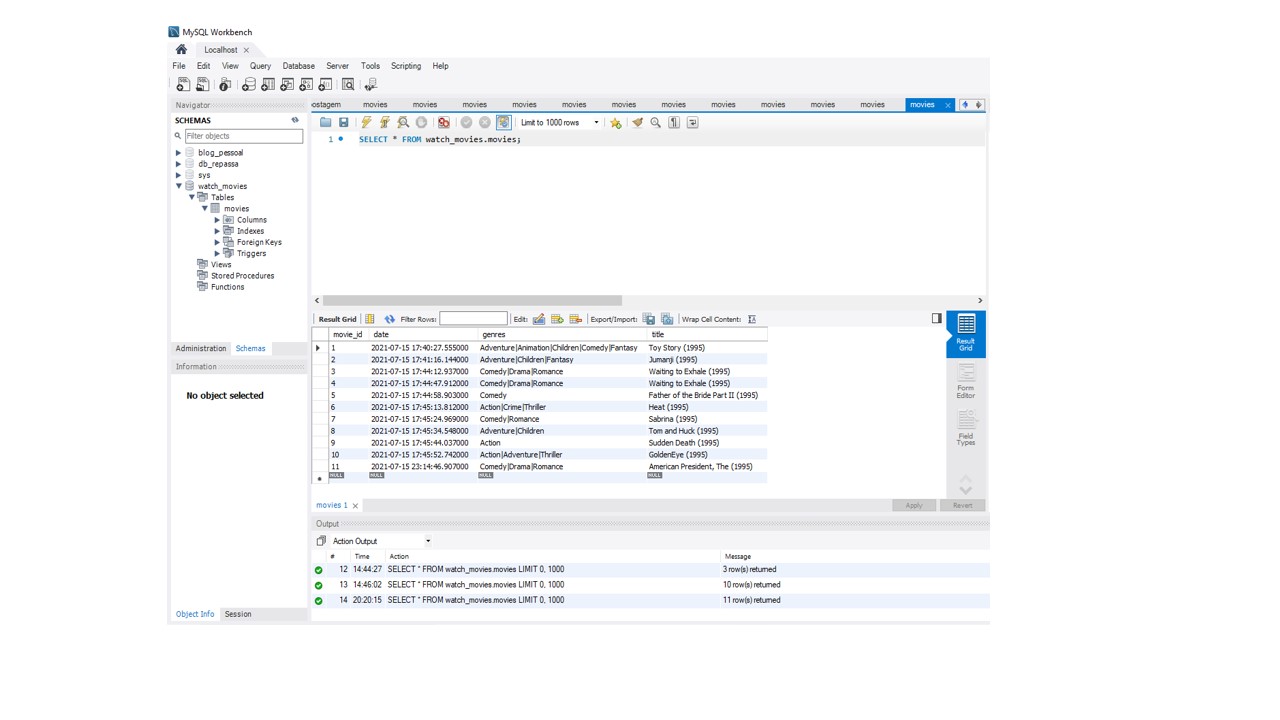 MySQL Workbench
Localhost
File Edit View Query Database Server Tools Scripting Help
Navigator
SCHEMAS
Filter objects
blog_pessoal
db_repassa
sys
watch_movies
Tables
movies
Columns
Indexes
Foreign Keys
Triggers
Views
Stored Procedures
Functions
Administration Schemas
Information
No object selected
Object Info Session
ostagem movies movies movies movies movies movies movies movies movies movies movies movies
Limit to 1000 rows
1 SELECT * FROM watch_movies.movies;
Result Grid Filter Rows: Edit: Export/Import: Wrap Cell Content:
movie_id date genres title
1 2021-07-15 17:40:27.555000 Adventure|Animation|Children|Comedy|Fantasy Toy Story (1995)
2 2021-07-15 17:41:16.144000 Adventure|Children|Fantasy Jumanji (1995)
3 2021-07-15 17:44:12.937000 Comedy|Drama|Romance Waiting to Exhale (1995)
4 2021-07-15 17:44:47.912000 Comedy|Drama|Romance Waiting to Exhale (1995)
5 2021-07-15 17:44:58.903000 Comedy Father of the Bride Part II (1995)
6 2021-07-15 17:45:13.812000 Action|Crime|Thriller Heat (1995)
7 2021-07-15 17:45:24.969000 Comedy|Romance Sabrina (1995)
8 2021-07-15 17:45:34.548000 Adventure|Children Tom and Huck (1995)
9 2021-07-15 17:45:44.037000 Action Sudden Death (1995)
10 2021-07-15 17:45:52.742000 Action|Adventure|Thriller GoldenEye (1995)
11 2021-07-15 23:14:46.907000 Comedy|Drama|Romance American President, The (1995)
NULL NULL NULL NULL
Result
Grid
Form
Editor
Field
Types
movies 1
Apply Revert
Output
Action Output
# Time Action Message
12 14:44:27 SELECT * FROM watch_movies.movies LIMIT 0, 1000 3 row(s) returned
13 14:46:02 SELECT * FROM watch_movies.movies LIMIT 0, 1000 10 row(s) returned
14 20:20:15 SELECT * FROM watch_movies.movies LIMIT 0, 1000 11 row(s) returned